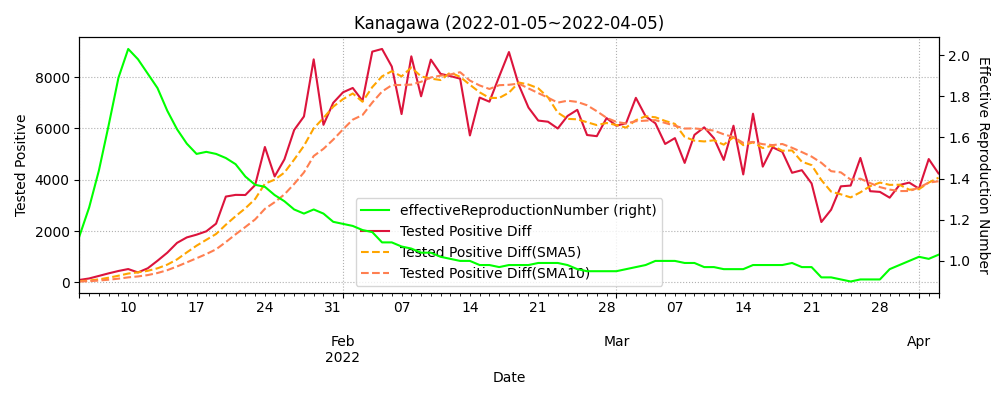 Kanagawa (2022-01-05~2022-04-05)
Tested Positive
8000
6000
4000
2000
0
2.0
1.8
1.6
1.4
1.2
1.0
Effective Reproduction Number
effectiveReproductionNumber (right)
Tested Positive Diff
Tested Positive Diff(SMA5)
Tested Positive Diff(SMA10)
10 17 24 31 07 14 21 28 07 14 21 28
Feb Mar Apr
2022
Date